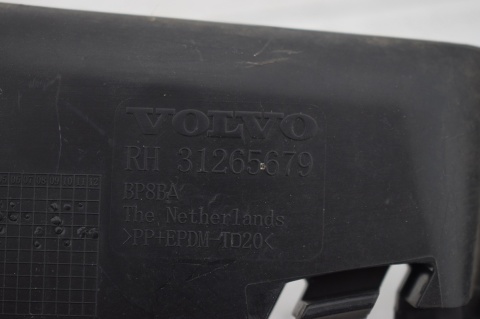 VOLVO
RH 31265679
BP8BA
The Netherlands
>PP+EPDM-TD20<